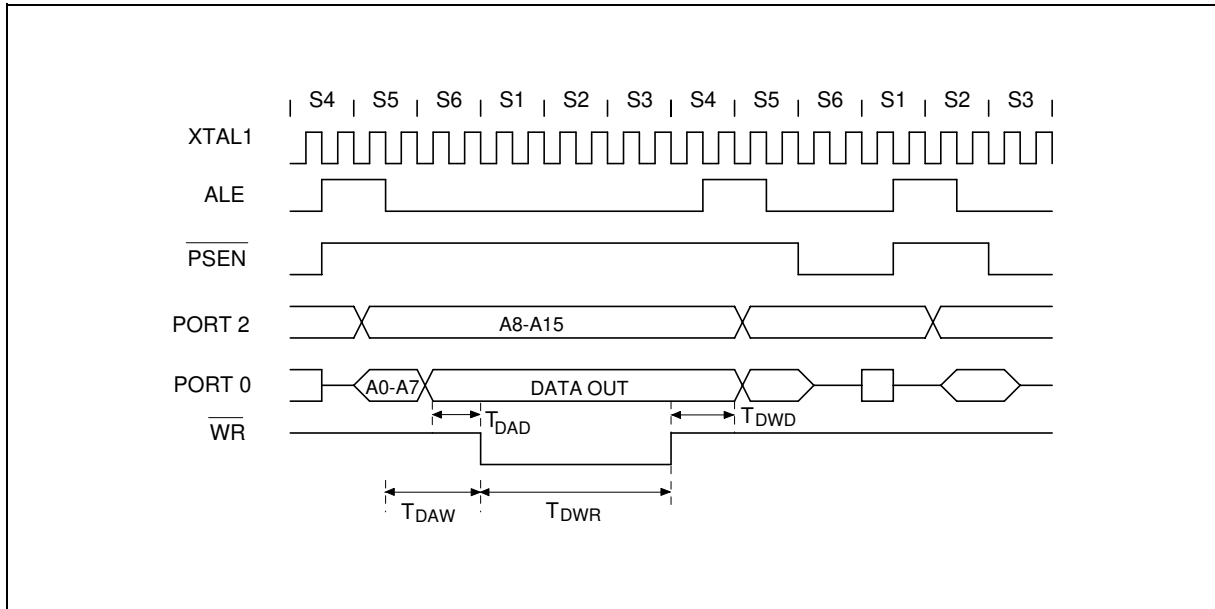 S4 S5 S6 S1 S2 S3 S4 S5 S6 S1 S2 S3
XTAL1
ALE
PSEN
PORT 2 A8-A15
PORT 0 A0-A7 DATA OUT
WR TDAD TDWD
TDAW TDWR